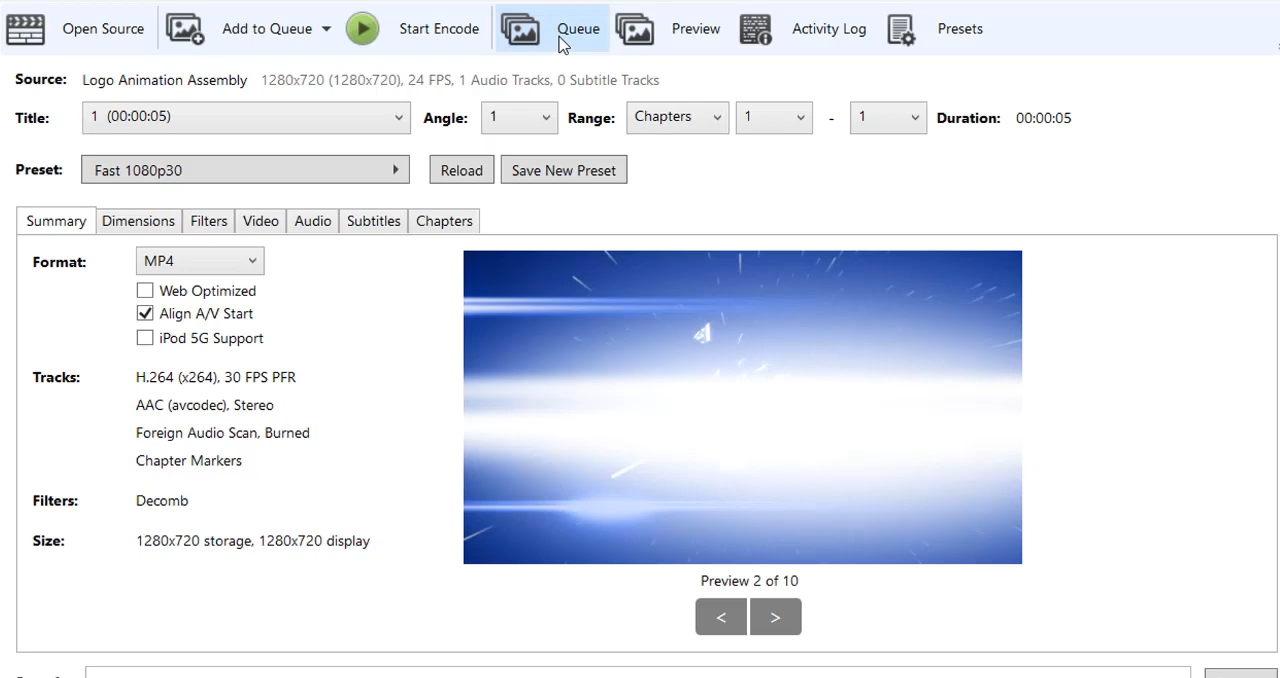 Open Source Add to Queue Start Encode Queue Preview Activity Log Presets
Source: Logo Animation Assembly 1280x720 (1280x720), 24 FPS, 1 Audio Tracks, 0 Subtitle Tracks
Title: 1 (00:00:05) Angle: 1 Range: Chapters 1 - 1 Duration: 00:00:05
Preset: Fast 1080p30 Reload Save New Preset
Summary Dimensions Filters Video Audio Subtitles Chapters
Format: MP4
Web Optimized
Align A/V Start
iPod 5G Support
Tracks: H.264 (x264), 30 FPS PFR
AAC (avcodec), Stereo
Foreign Audio Scan, Burned
Chapter Markers
Filters: Decomb
Size: 1280x720 storage, 1280x720 display
Preview 2 of 10
< >